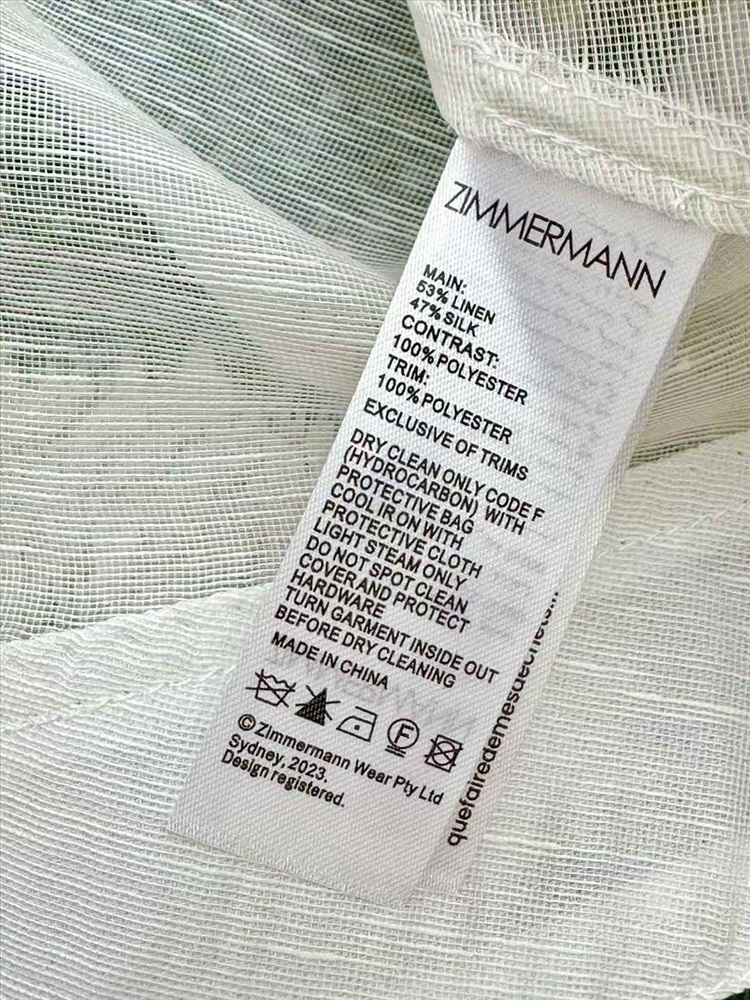 ZIMMERMANN
MAIN:
53% LINEN
47% SILK
CONTRAST:
100% POLYESTER
TRIM:
100% POLYESTER
EXCLUSIVE OF TRIMS
DRY CLEAN ONLY CODE F
(HYDROCARBON) WITH
PROTECTIVE BAG
COOL IRON WITH
PROTECTIVE CLOTH
LIGHT STEAM ONLY
DO NOT SPOT CLEAN
COVER AND PROTECT
HARDWARE
TURN GARMENT INSIDE OUT
BEFORE DRY CLEANING
MADE IN CHINA
F
©Zimmermann Wear Pty Ltd
Sydney, 2023.
Design registered.
quefairedemesdechets...